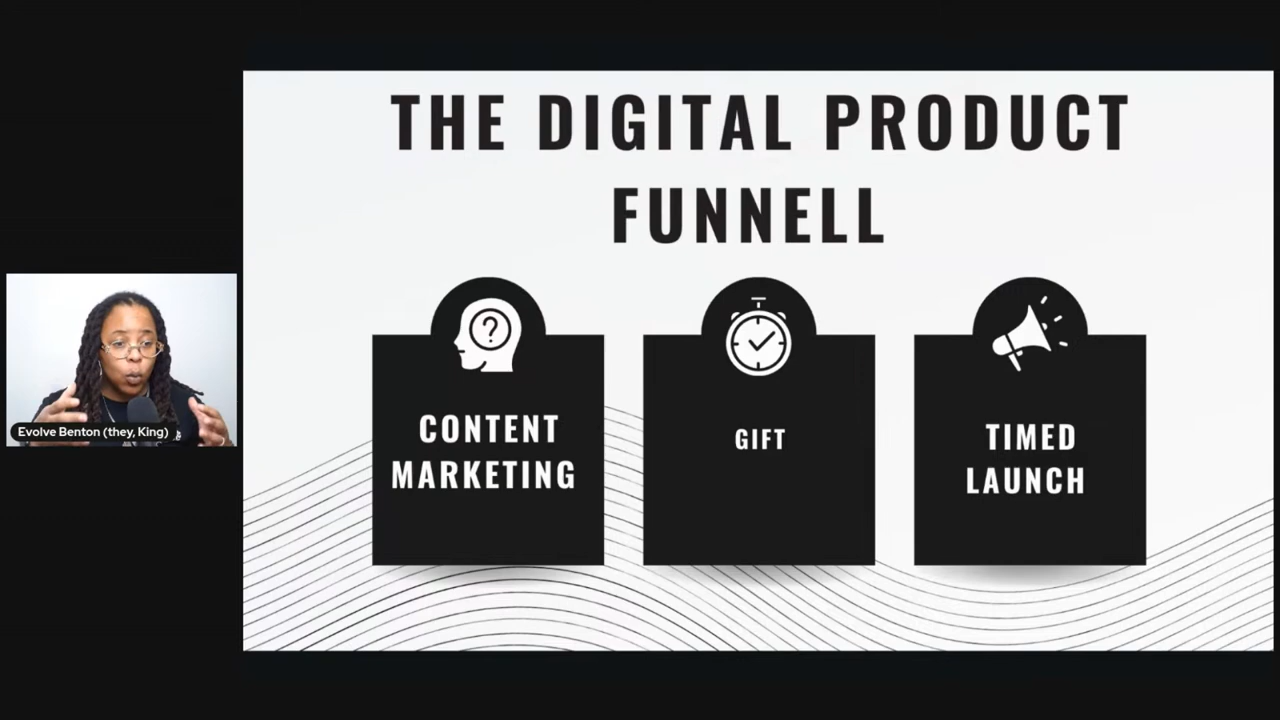 THE DIGITAL PRODUCT
FUNNELL
CONTENT
MARKETING
GIFT
TIMED
LAUNCH
Evolve Benton (they, King)